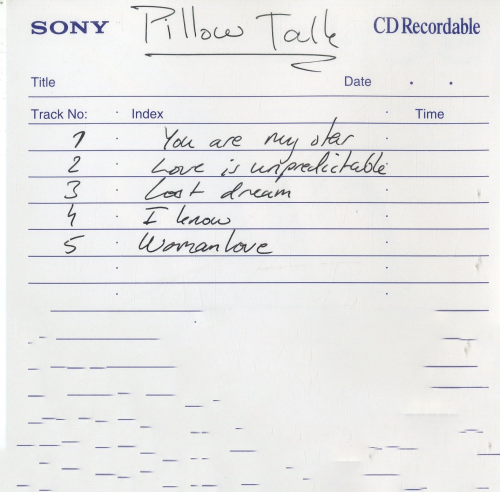 SONY Pillow Talk CD Recordable
Title Date
Track No: Index Time
1 You are my star
2 Love is unpredictable
3 Lost dream
4 I know
5 Womanlove